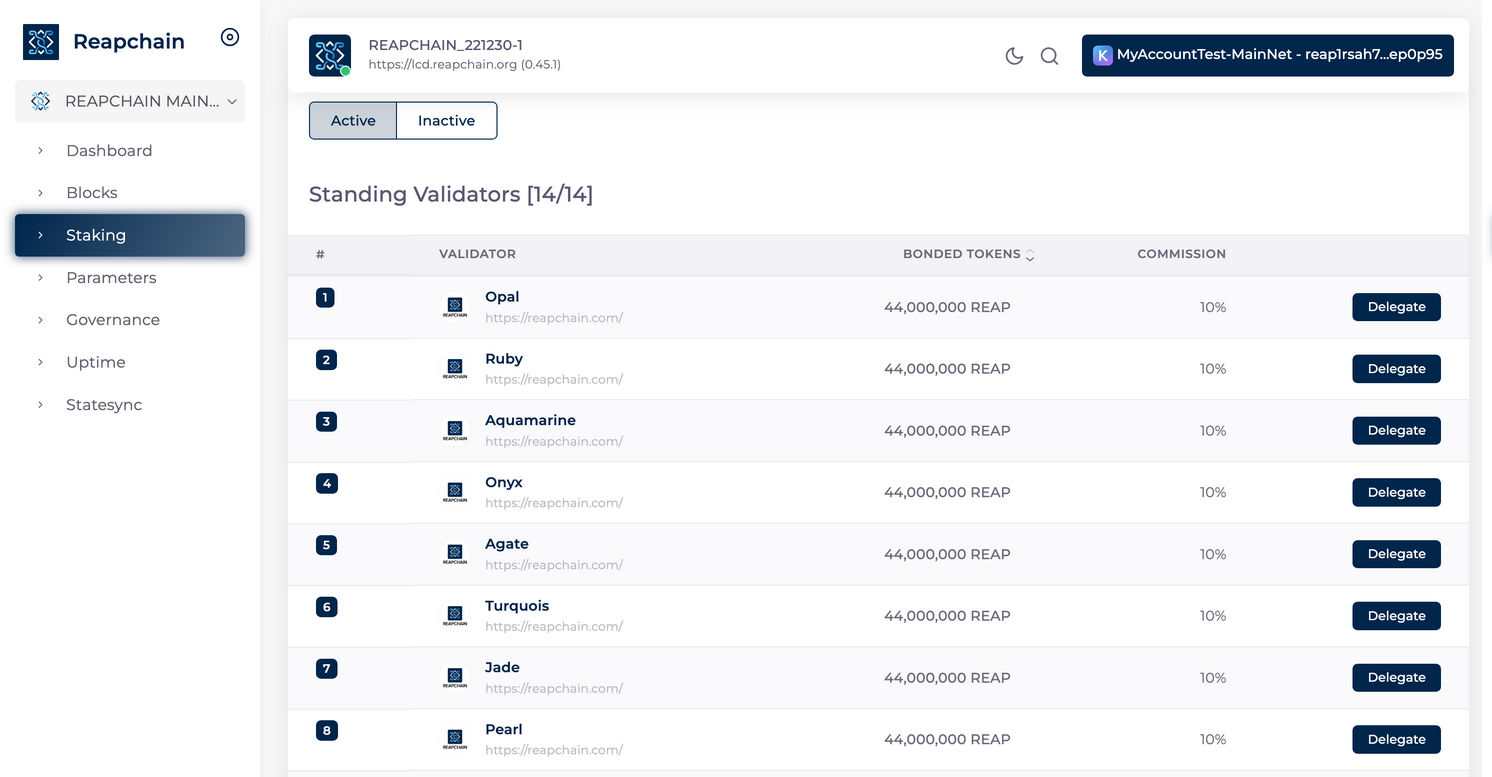 Reapchain
REAPCHAIN MAIN...
Dashboard
Blocks
Staking
Parameters
Governance
Uptime
Statesync
REAPCHAIN_221230-1
https://lcd.reapchain.org (0.45.1)
K MyAccountTest-MainNet - reap1rsah7...ep0p95
Active Inactive
Standing Validators [14/14]
# VALIDATOR BONDED TOKENS COMMISSION
1 REAPCHAIN Opal https://reapchain.com/ 44,000,000 REAP 10% Delegate
2 REAPCHAIN Ruby https://reapchain.com/ 44,000,000 REAP 10% Delegate
3 REAPCHAIN Aquamarine https://reapchain.com/ 44,000,000 REAP 10% Delegate
4 REAPCHAIN Onyx https://reapchain.com/ 44,000,000 REAP 10% Delegate
5 REAPCHAIN Agate https://reapchain.com/ 44,000,000 REAP 10% Delegate
6 REAPCHAIN Turquois https://reapchain.com/ 44,000,000 REAP 10% Delegate
7 REAPCHAIN Jade https://reapchain.com/ 44,000,000 REAP 10% Delegate
8 REAPCHAIN Pearl https://reapchain.com/ 44,000,000 REAP 10% Delegate